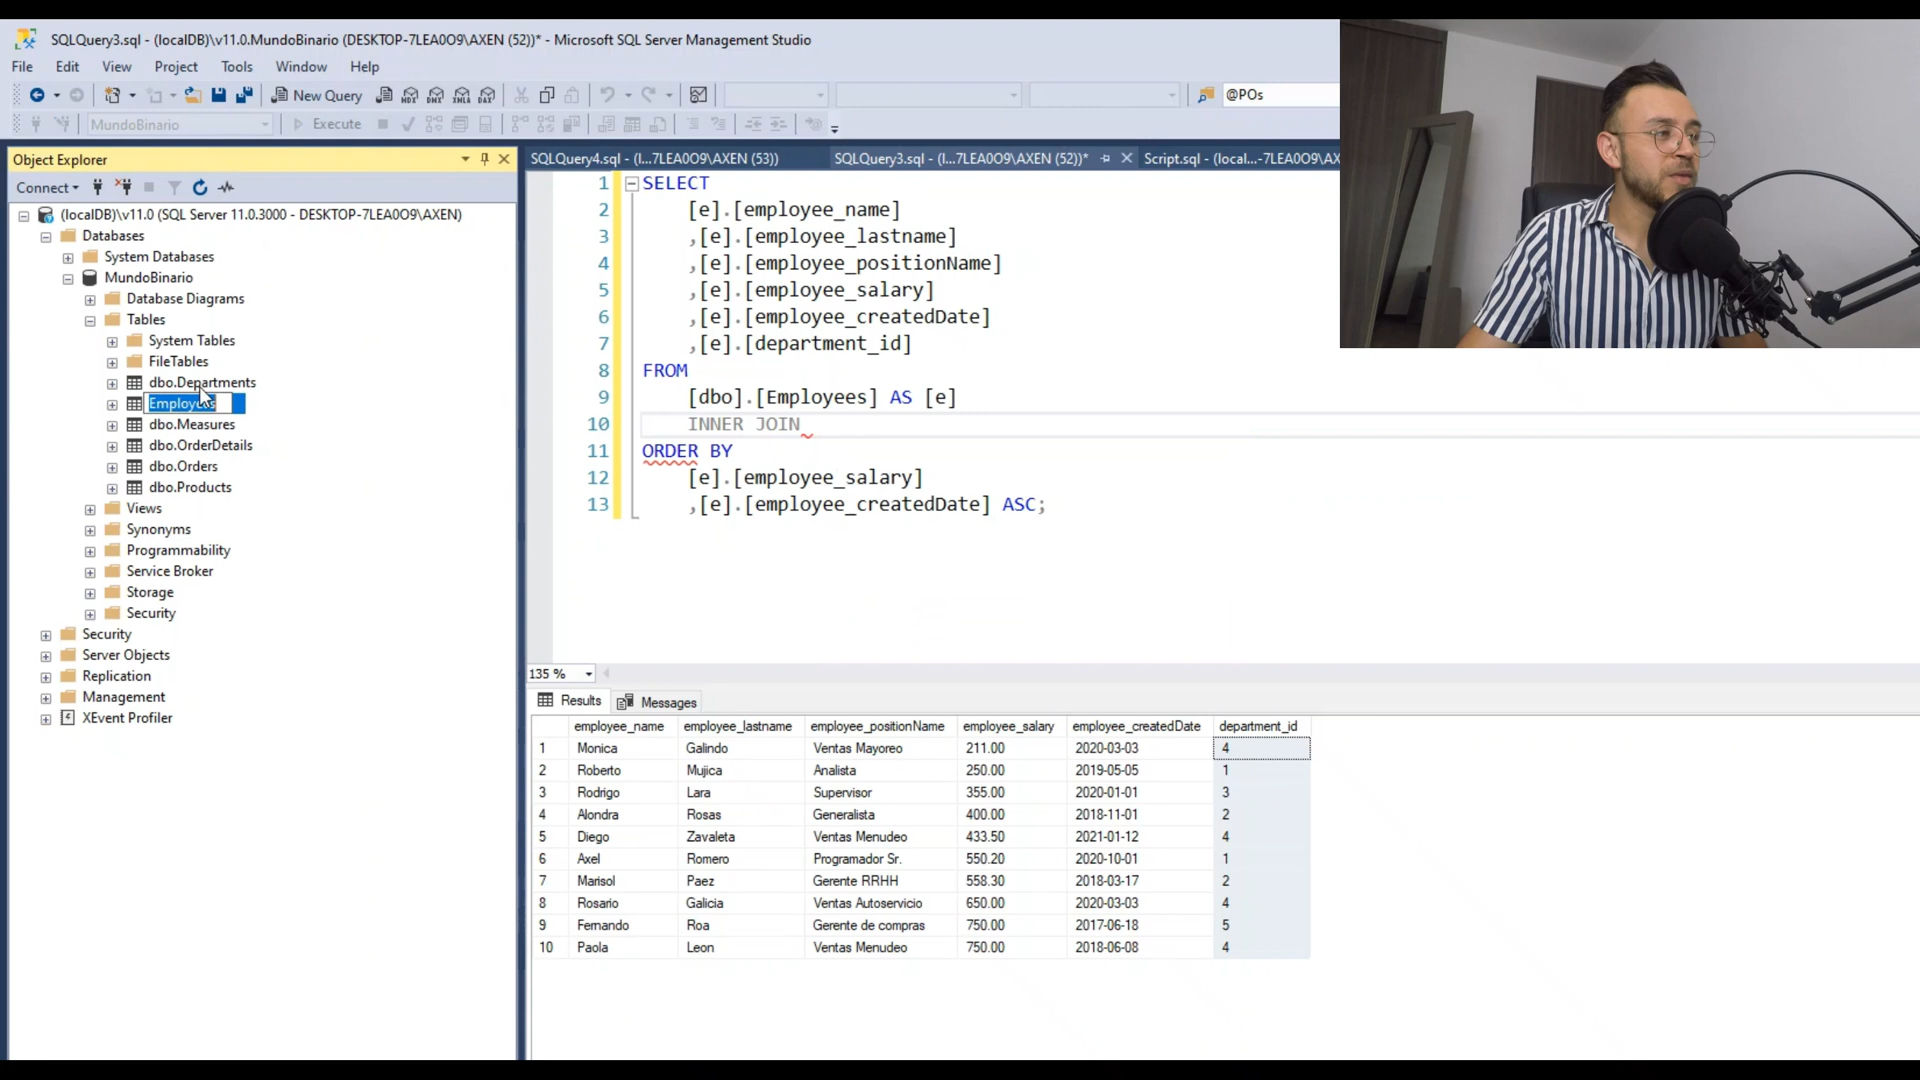 SQLQuery3.sql - (localDB)\v11.0.MundoBinario (DESKTOP-7LEA0O9\AXEN (52))* - Microsoft SQL Server Management Studio
File Edit View Project Tools Window Help
New Query MDX DMX XMLA DAX @POs
MundoBinario Execute
Object Explorer
Connect
(localDB)\v11.0 (SQL Server 11.0.3000 - DESKTOP-7LEA0O9\AXEN)
Databases
System Databases
MundoBinario
Database Diagrams
Tables
System Tables
FileTables
dbo.Departments
Employees
dbo.Measures
dbo.OrderDetails
dbo.Orders
dbo.Products
Views
Synonyms
Programmability
Service Broker
Storage
Security
Security
Server Objects
Replication
Management
XEvent Profiler
SQLQuery4.sql - (l...7LEA0O9\AXEN (53)) SQLQuery3.sql - (l...7LEA0O9\AXEN (52))* Script.sql - (local...-7LEA0O9\AX
1 SELECT
2 [e].[employee_name]
3 ,[e].[employee_lastname]
4 ,[e].[employee_positionName]
5 ,[e].[employee_salary]
6 ,[e].[employee_createdDate]
7 ,[e].[department_id]
8 FROM
9 [dbo].[Employees] AS [e]
10 INNER JOIN
11 ORDER BY
12 [e].[employee_salary]
13 ,[e].[employee_createdDate] ASC;
135 %
Results Messages
employee_name employee_lastname employee_positionName employee_salary employee_createdDate department_id
1 Monica Galindo Ventas Mayoreo 211.00 2020-03-03 4
2 Roberto Mujica Analista 250.00 2019-05-05 1
3 Rodrigo Lara Supervisor 355.00 2020-01-01 3
4 Alondra Rosas Generalista 400.00 2018-11-01 2
5 Diego Zavaleta Ventas Menudeo 433.50 2021-01-12 4
6 Axel Romero Programador Sr. 550.20 2020-10-01 1
7 Marisol Paez Gerente RRHH 558.30 2018-03-17 2
8 Rosario Galicia Ventas Autoservicio 650.00 2020-03-03 4
9 Fernando Roa Gerente de compras 750.00 2017-06-18 5
10 Paola Leon Ventas Menudeo 750.00 2018-06-08 4